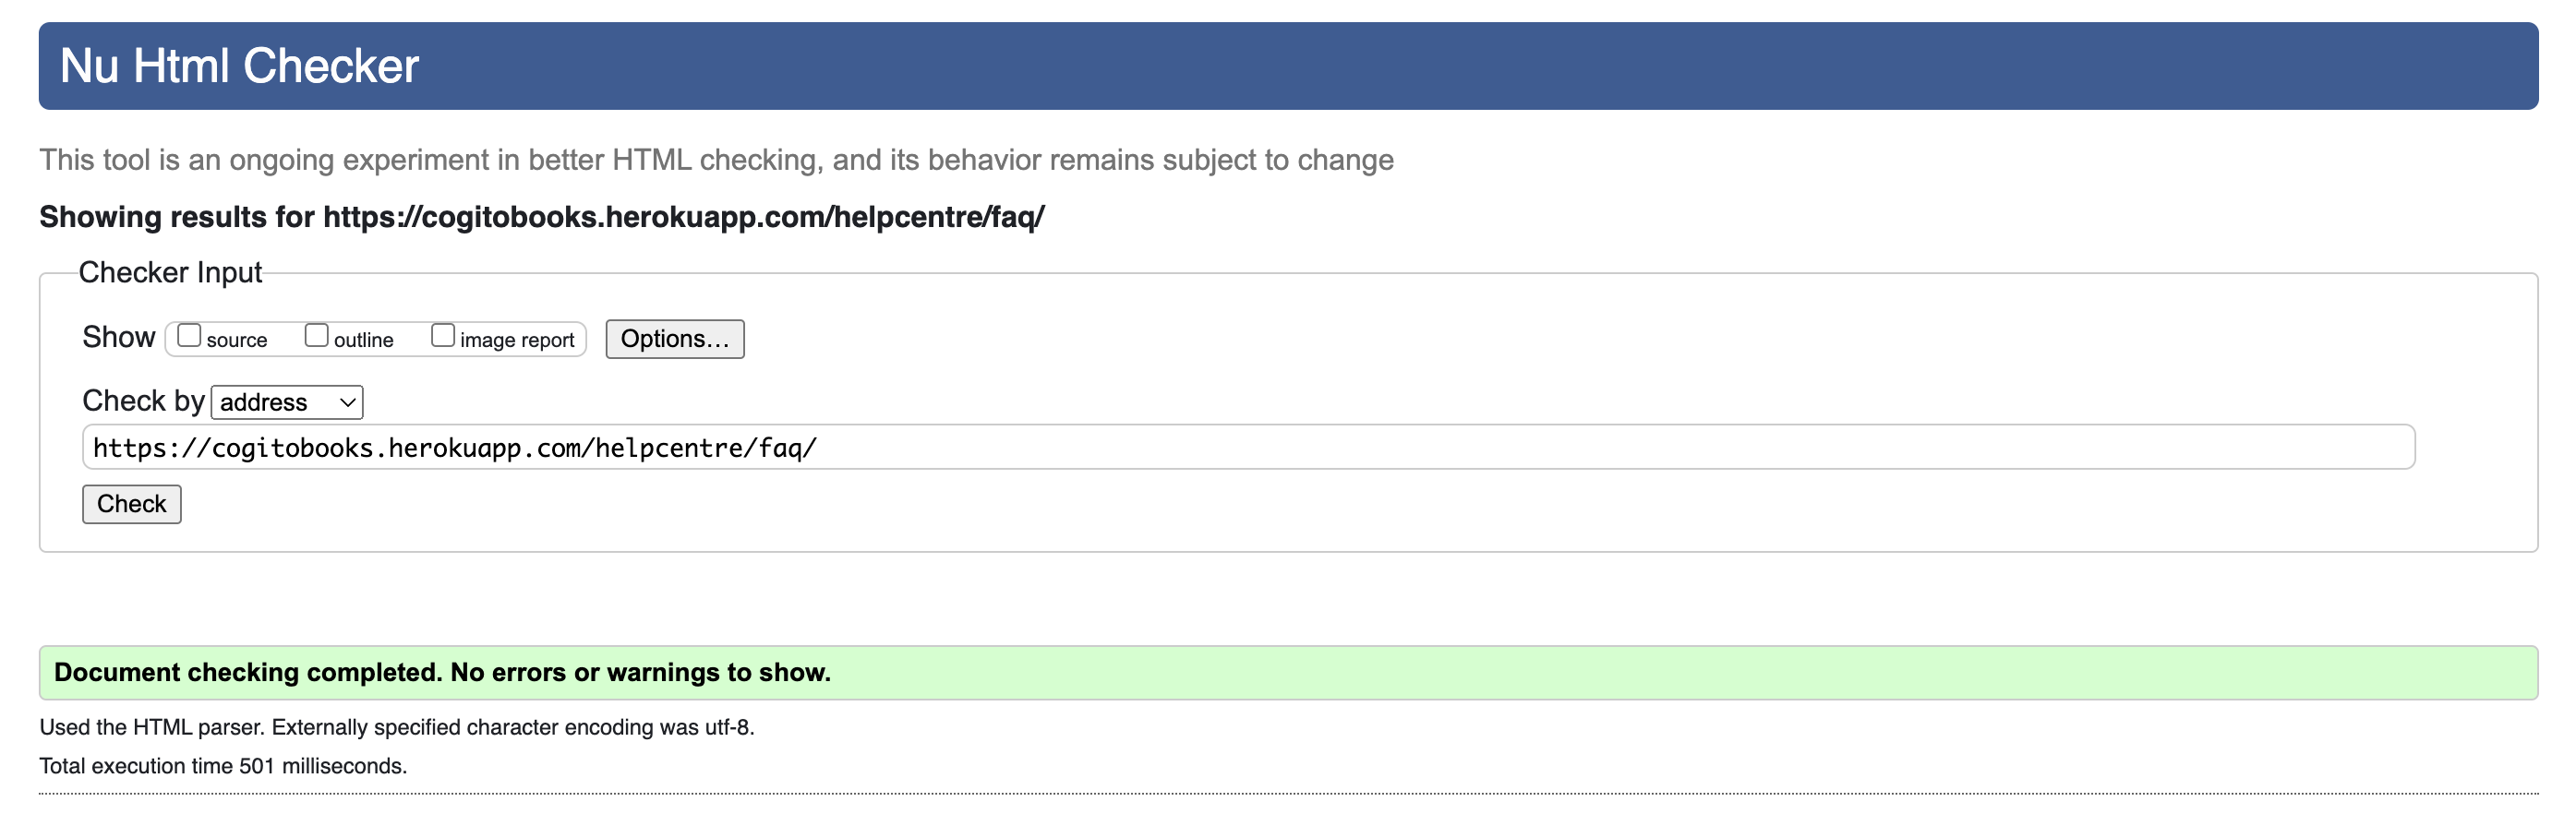 Nu Html Checker
This tool is an ongoing experiment in better HTML checking, and its behavior remains subject to change
Showing results for https://cogitobooks.herokuapp.com/helpcentre/faq/
Checker Input
Show source outline image report Options...
Check by address
https://cogitobooks.herokuapp.com/helpcentre/faq/
Check
Document checking completed. No errors or warnings to show.
Used the HTML parser. Externally specified character encoding was utf-8.
Total execution time 501 milliseconds.